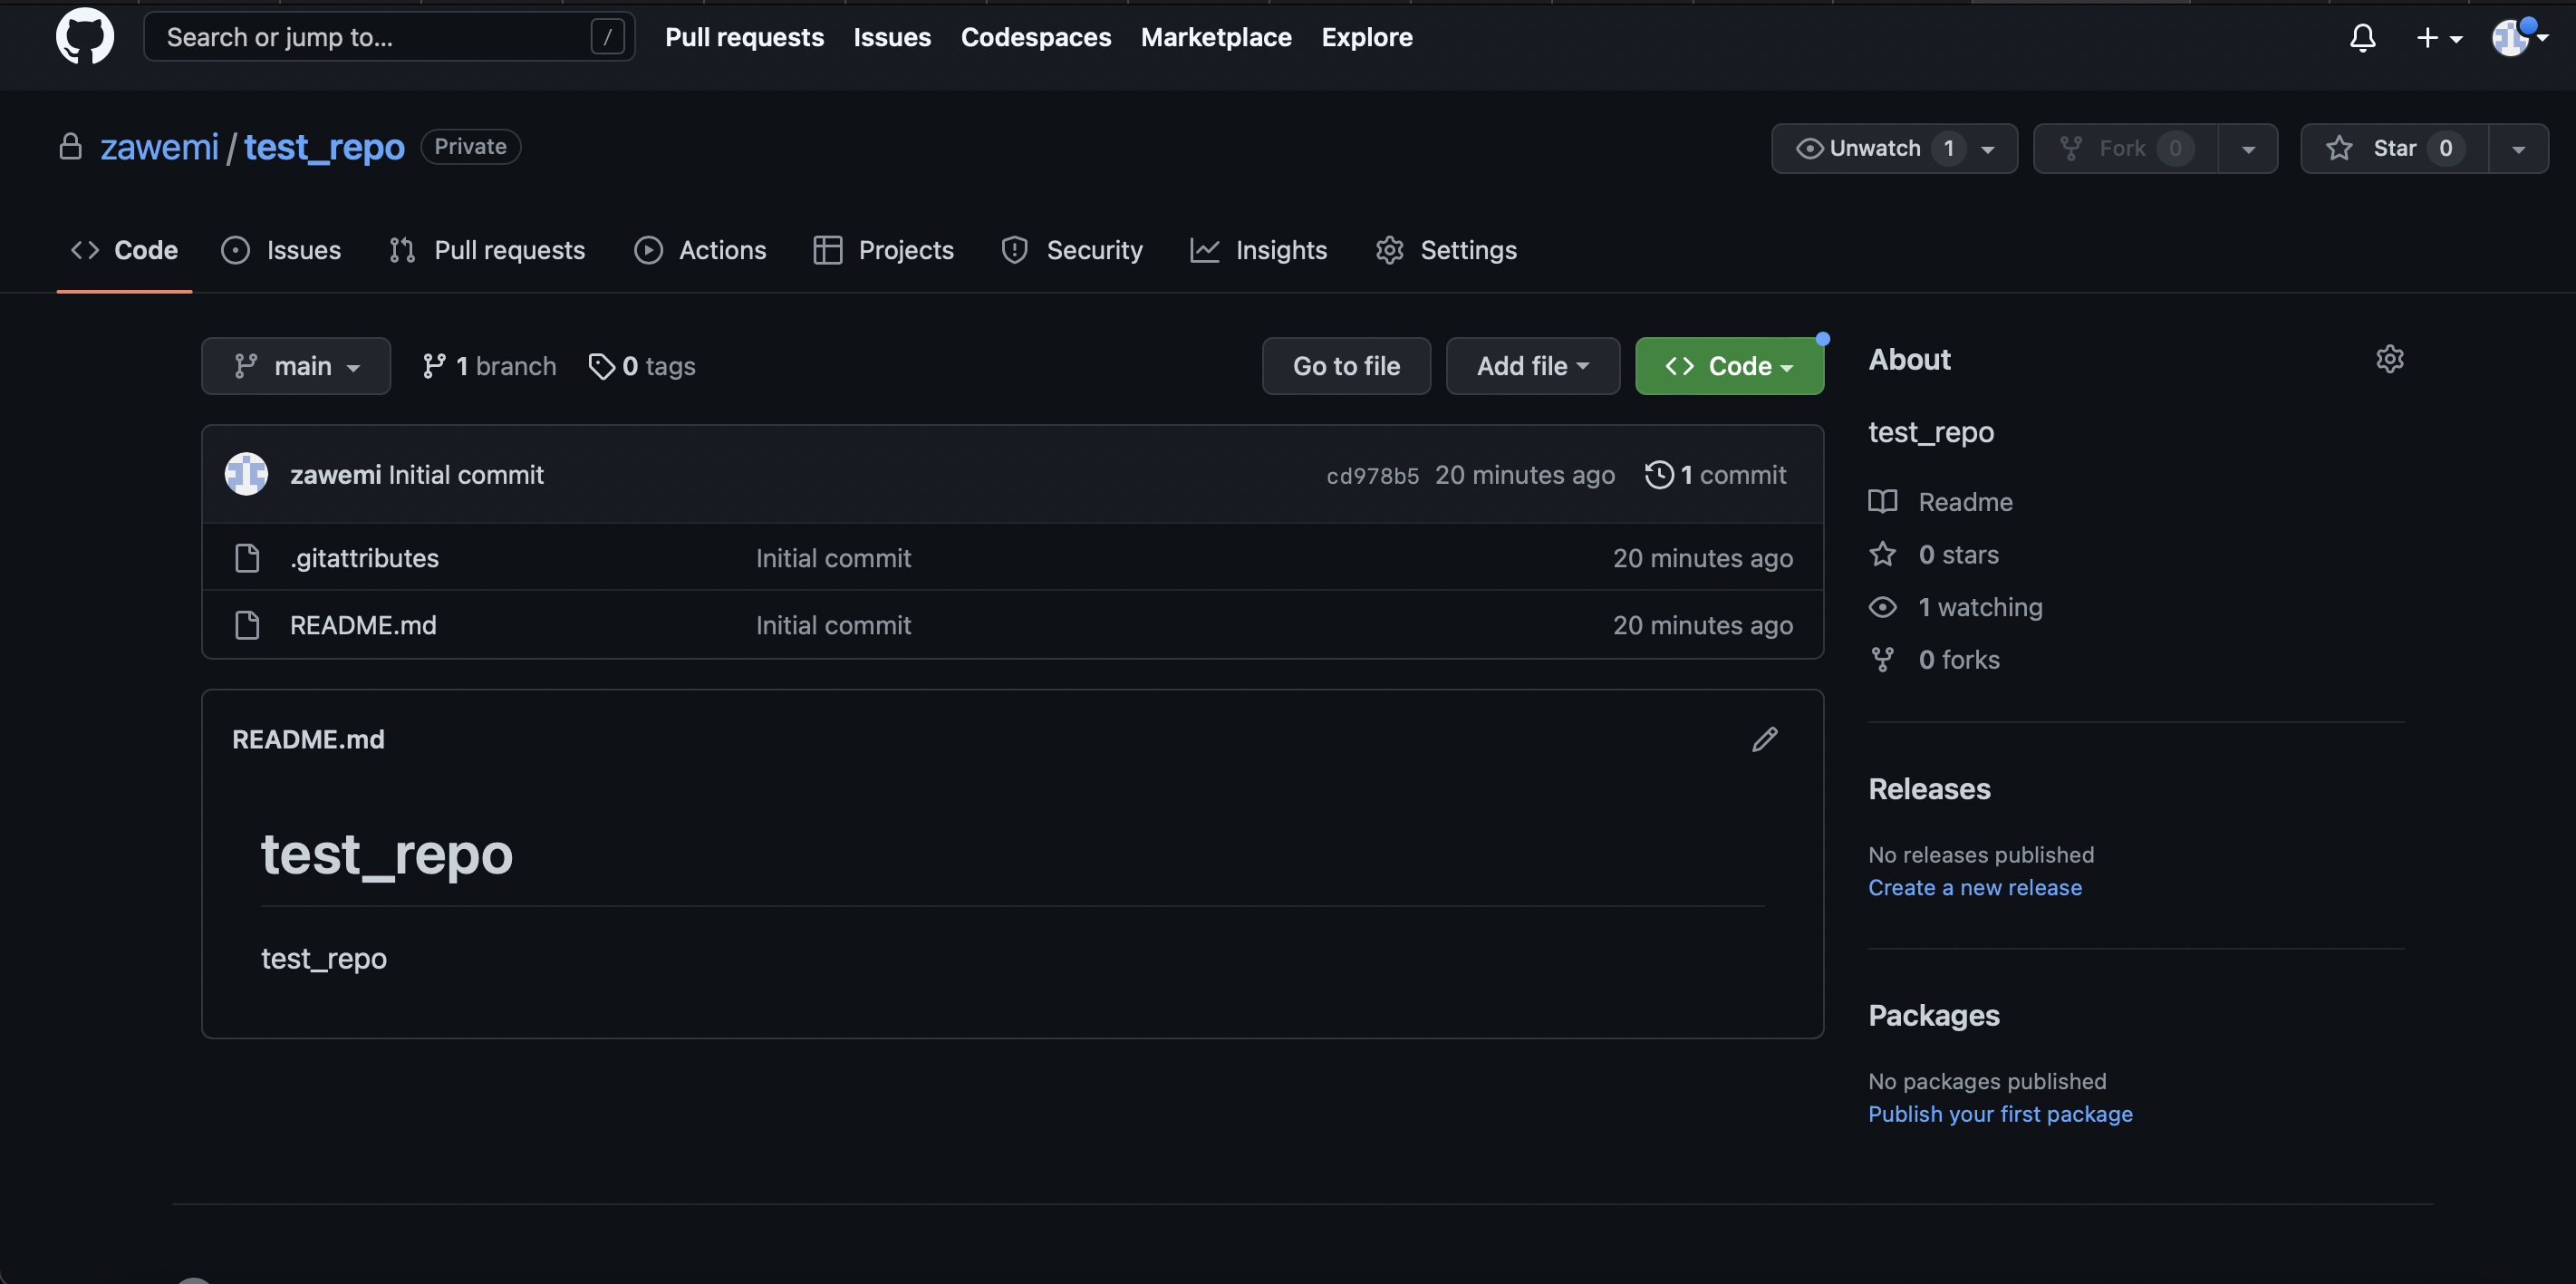 Search or jump to... / Pull requests Issues Codespaces Marketplace Explore
zawemi / test_repo Private Unwatch 1 Fork 0 Star 0
Code Issues Pull requests Actions Projects Security Insights Settings
main 1 branch 0 tags Go to file Add file Code
zawemi Initial commit cd978b5 20 minutes ago 1 commit
.gitattributes Initial commit 20 minutes ago
README.md Initial commit 20 minutes ago
README.md
test_repo
test_repo
About
test_repo
Readme
0 stars
1 watching
0 forks
Releases
No releases published
Create a new release
Packages
No packages published
Publish your first package